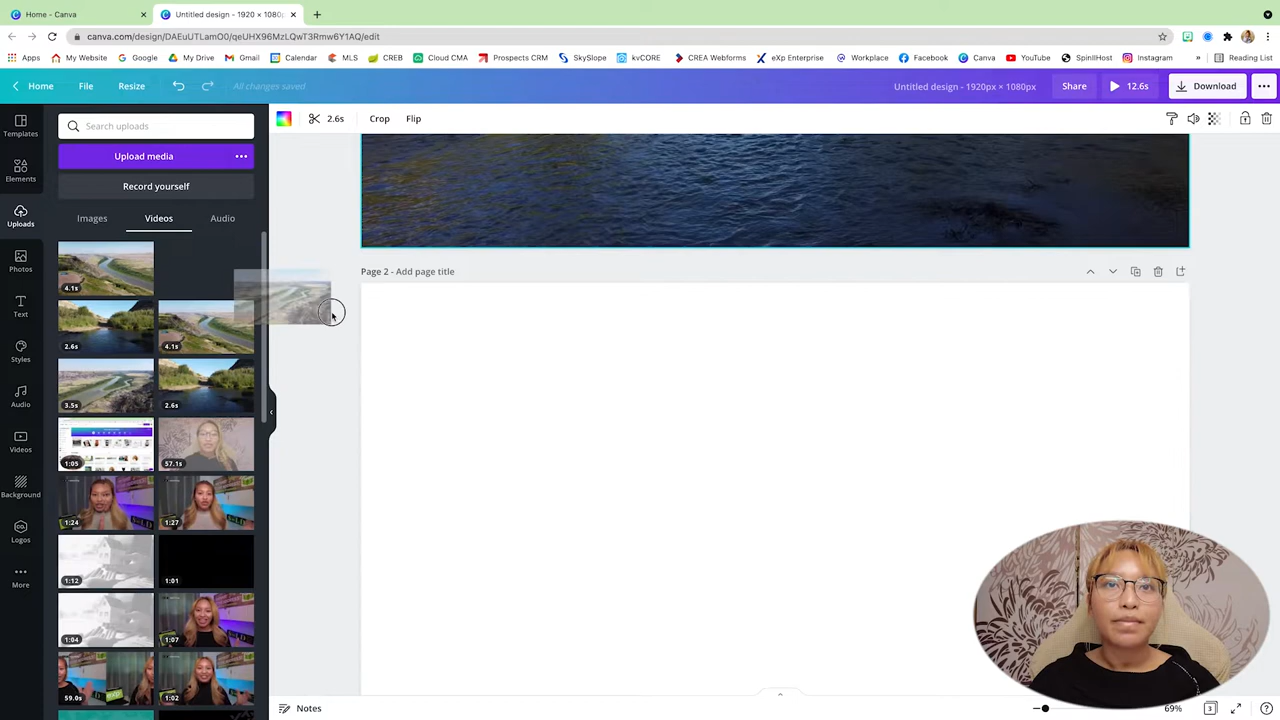 Home - Canva
Untitled design - 1920 × 1080p
canva.com/design/DAEuUTLamO0/qeUHX96MzLQwT3Rmw6Y1AQ/edit
Apps My Website Google My Drive Gmail Calendar MLS CREB Cloud CMA Prospects CRM SkySlope kvCORE CREA Webforms eXp Enterprise Workplace Facebook Canva YouTube SpinItHost Instagram » Reading List
Home File Resize All changes saved Untitled design - 1920px × 1080px Share 12.6s Download
Templates
Elements
Uploads
Photos
Text
Styles
Audio
Videos
Background
Logos
More
Search uploads
Upload media
Record yourself
Images Videos Audio
4.1s
2.6s 4.1s
3.5s 2.6s
1:05 57.1s
1:24 1:27
1:12 1:01
1:04 1:07
59.0s 1:02
2.6s Crop Flip
Page 2 - Add page title
Notes
69% 3